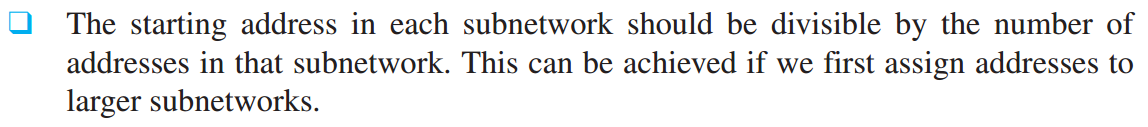 The starting address in each subnetwork should be divisible by the number of
addresses in that subnetwork. This can be achieved if we first assign addresses to
larger subnetworks.